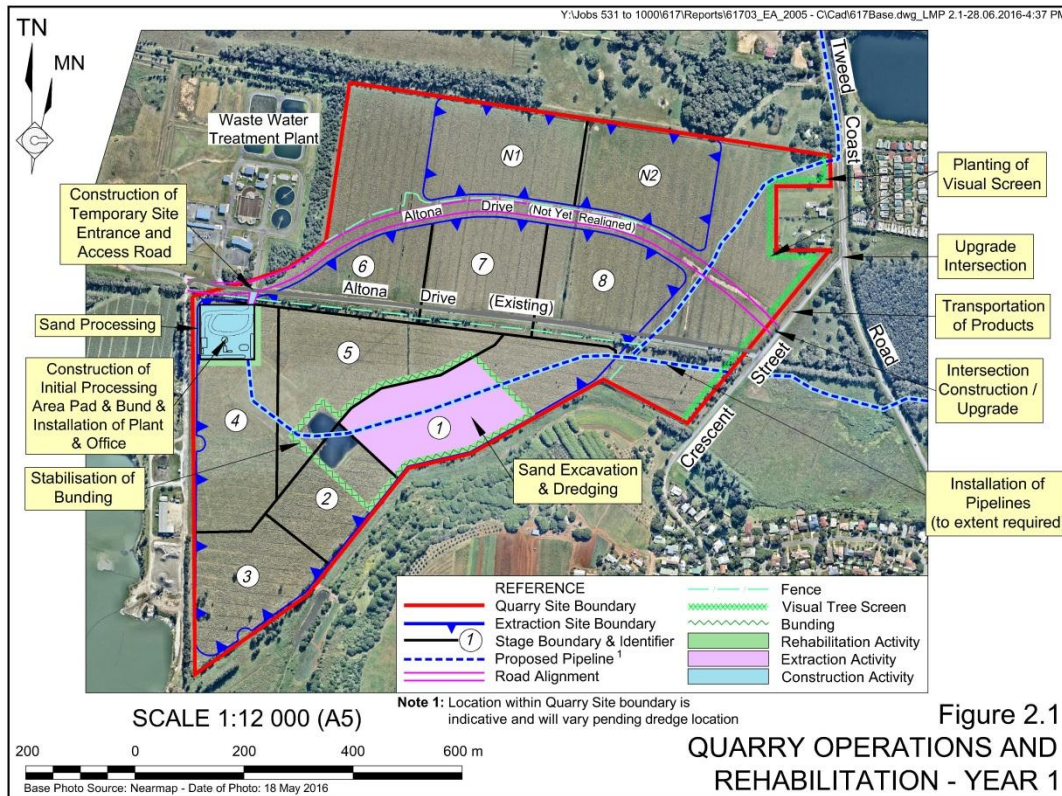 Y:\Jobs 531 to 1000\617\Reports\61703_EA_2005 - C\Cad\617Base.dwg_LMP 2.1-28.06.2016-4:37 PM
TN
MN
Waste Water
Treatment Plant
Construction of
Temporary Site
Entrance and
Access Road
Sand Processing
Construction of
Initial Processing
Area Pad & Bund &
Installation of Plant
& Office
Stabilisation of
Bunding
N1
N2
Altona Drive (Not Yet Realigned)
6
7
8
Altona Drive (Existing)
5
4
1
2
3
Sand Excavation
& Dredging
Tweed Coast Road
Crescent Street
Planting of
Visual Screen
Upgrade
Intersection
Transportation
of Products
Intersection
Construction /
Upgrade
Installation of
Pipelines
(to extent required)
REFERENCE
Quarry Site Boundary
Extraction Site Boundary
1 Stage Boundary & Identifier
Proposed Pipeline 1
Road Alignment
Fence
Visual Tree Screen
Bunding
Rehabilitation Activity
Extraction Activity
Construction Activity
Note 1: Location within Quarry Site boundary is
indicative and will vary pending dredge location
SCALE 1:12 000 (A5)
200 0 200 400 600 m
Base Photo Source: Nearmap - Date of Photo: 18 May 2016
Figure 2.1
QUARRY OPERATIONS AND
REHABILITATION - YEAR 1